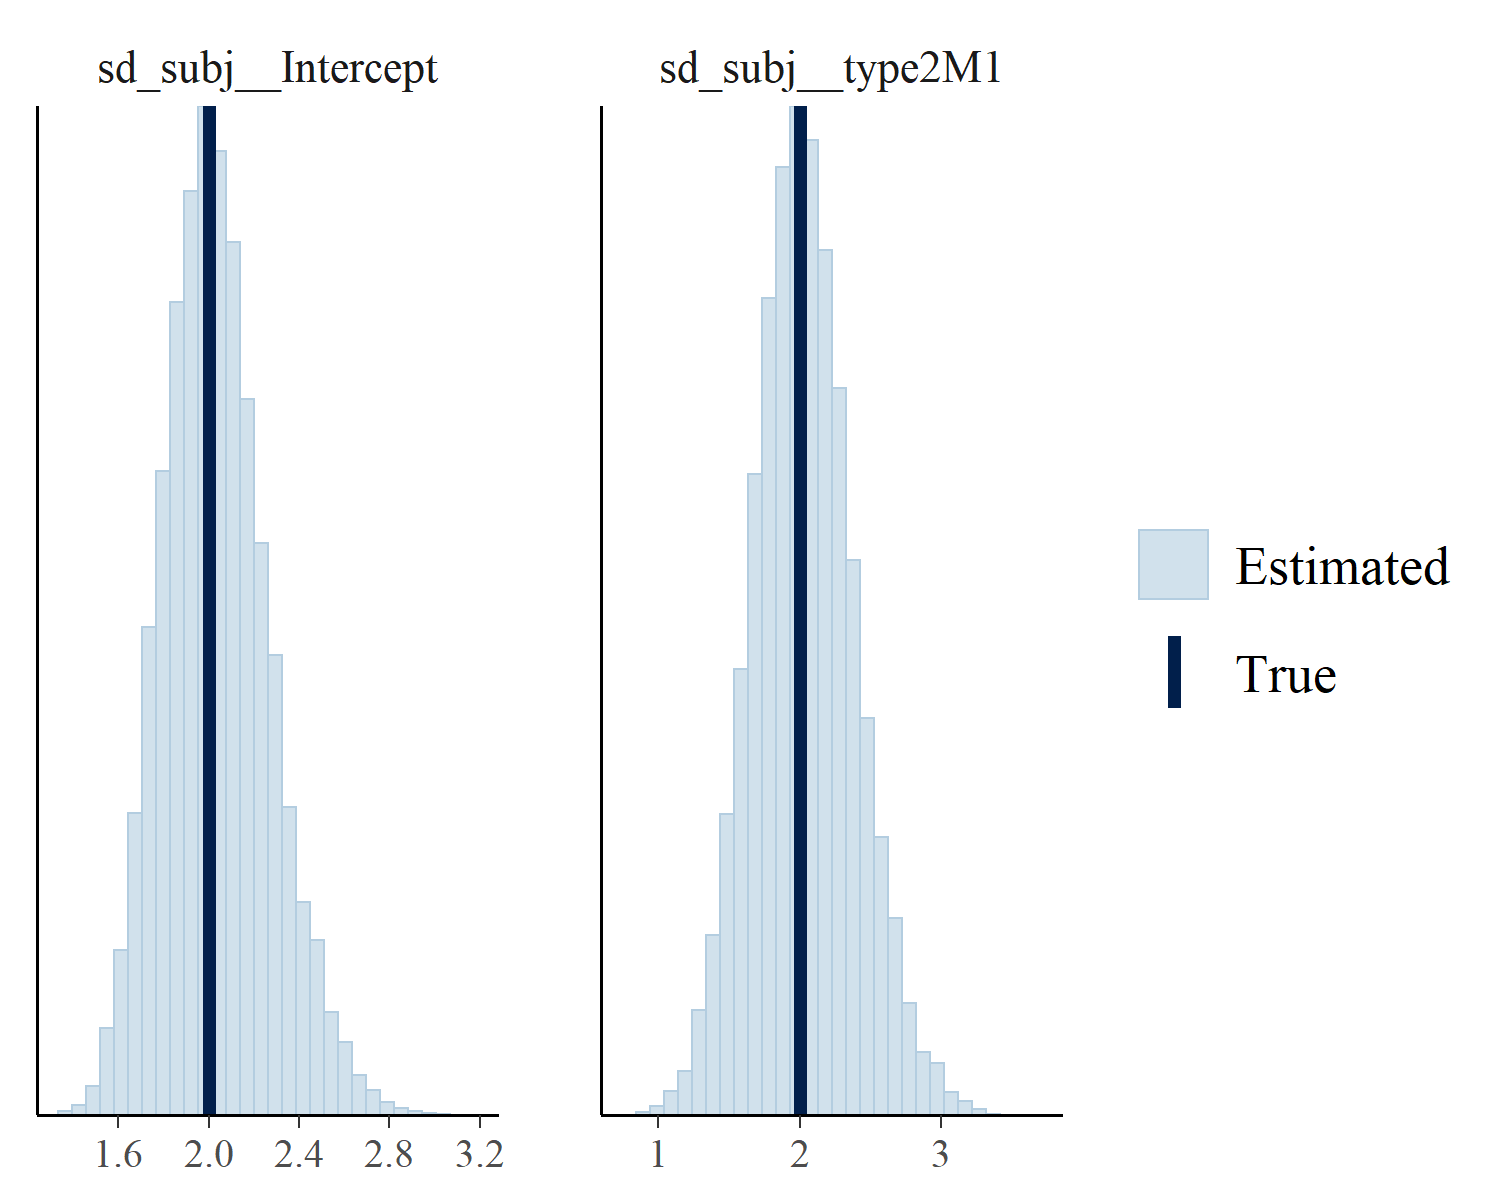 sd_subj__Intercept
sd_subj__type2M1
Estimated
True
1.6 2.0 2.4 2.8 3.2
1 2 3